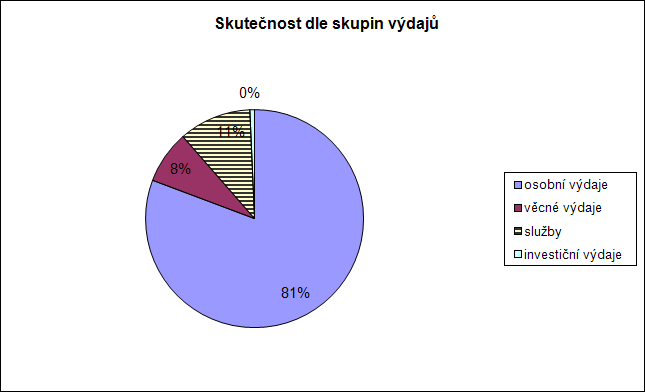 Skutečnost dle skupin výdajů
0%
11%
8%
81%
osobní výdaje
věcné výdaje
služby
investiční výdaje